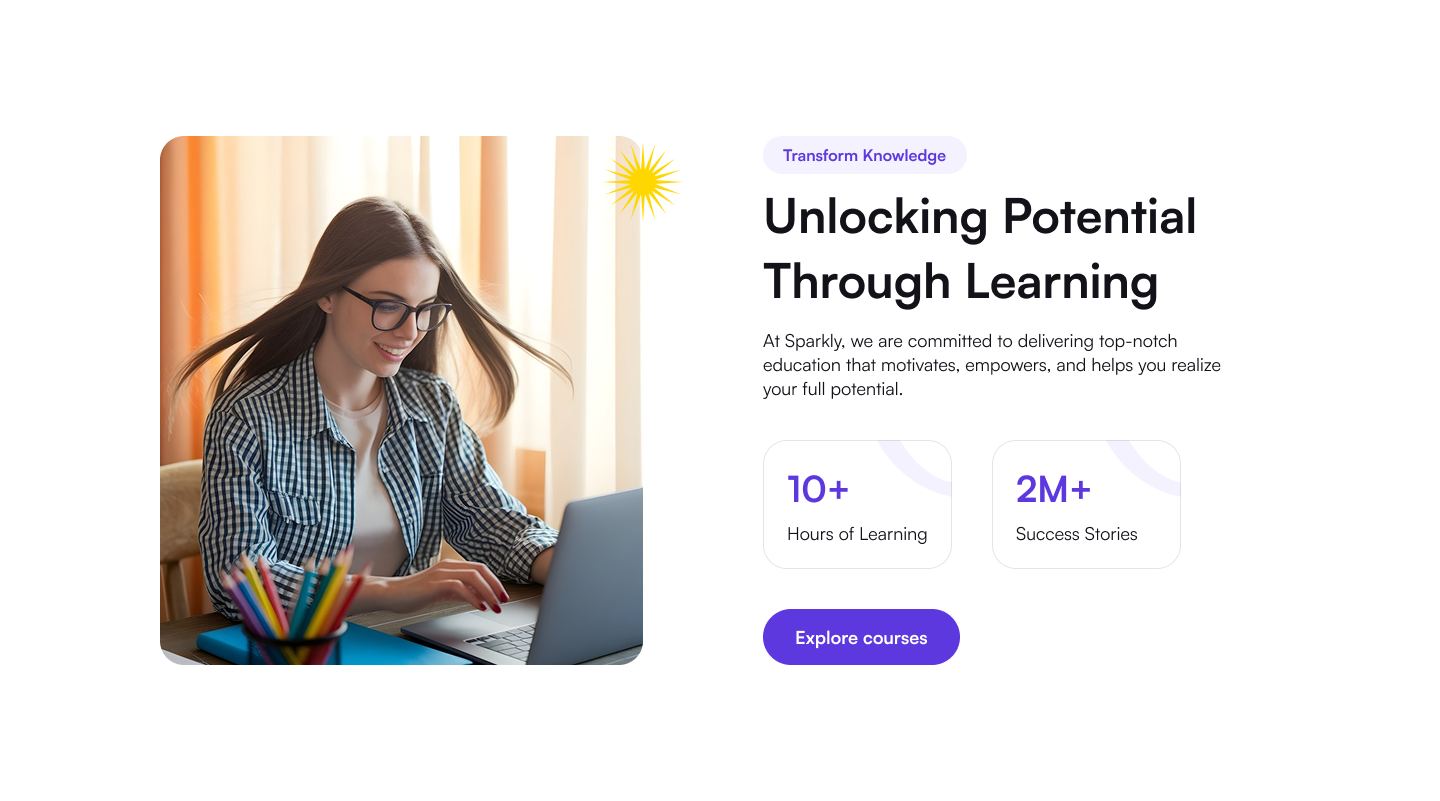 Transform Knowledge
Unlocking Potential
Through Learning
At Sparkly, we are committed to delivering top-notch
education that motivates, empowers, and helps you realize
your full potential.
10+
Hours of Learning
2M+
Success Stories
Explore courses